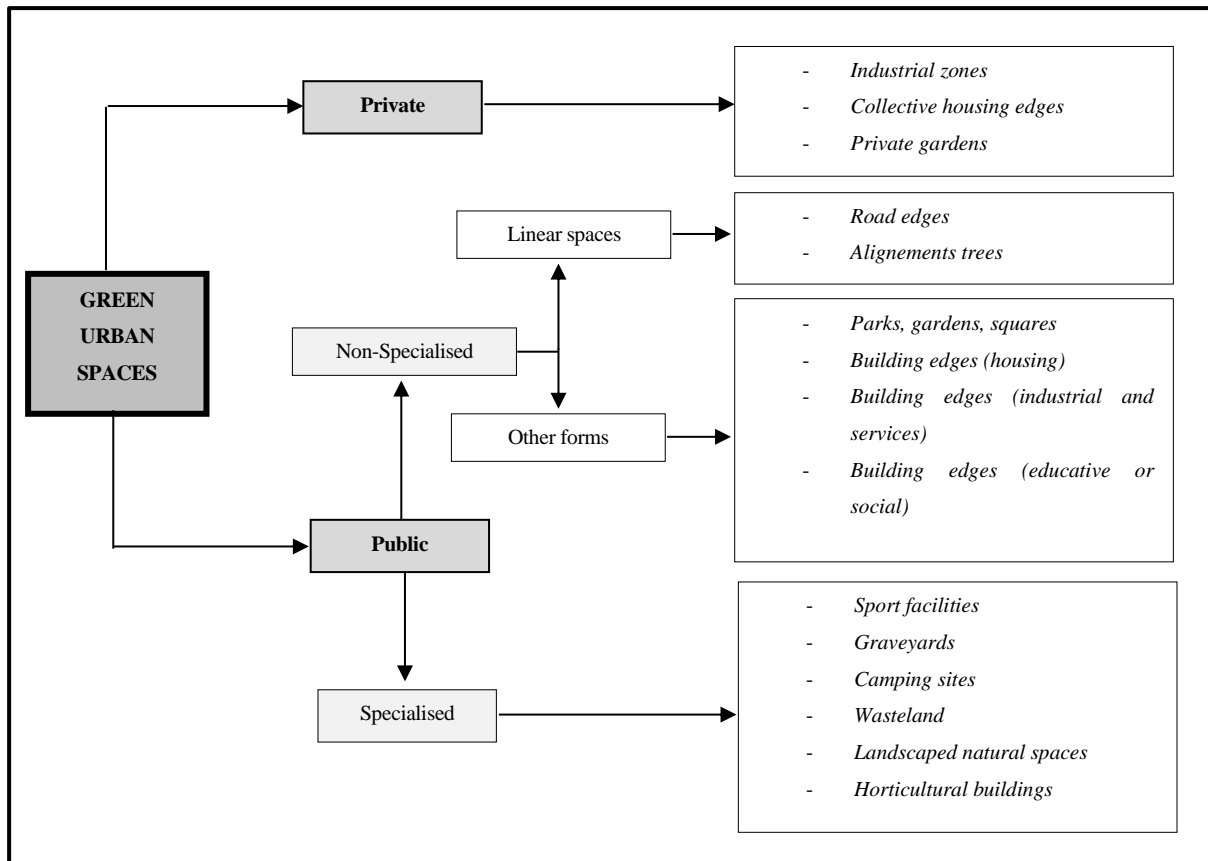 - Industrial zones
- Collective housing edges
- Private gardens
Private
- Road edges
- Alignements trees
Linear spaces
GREEN
URBAN
SPACES
Non-Specialised
- Parks, gardens, squares
- Building edges (housing)
- Building edges (industrial and
services)
- Building edges (educative or
social)
Other forms
Public
- Sport facilities
- Graveyards
- Camping sites
- Wasteland
- Landscaped natural spaces
- Horticultural buildings
Specialised